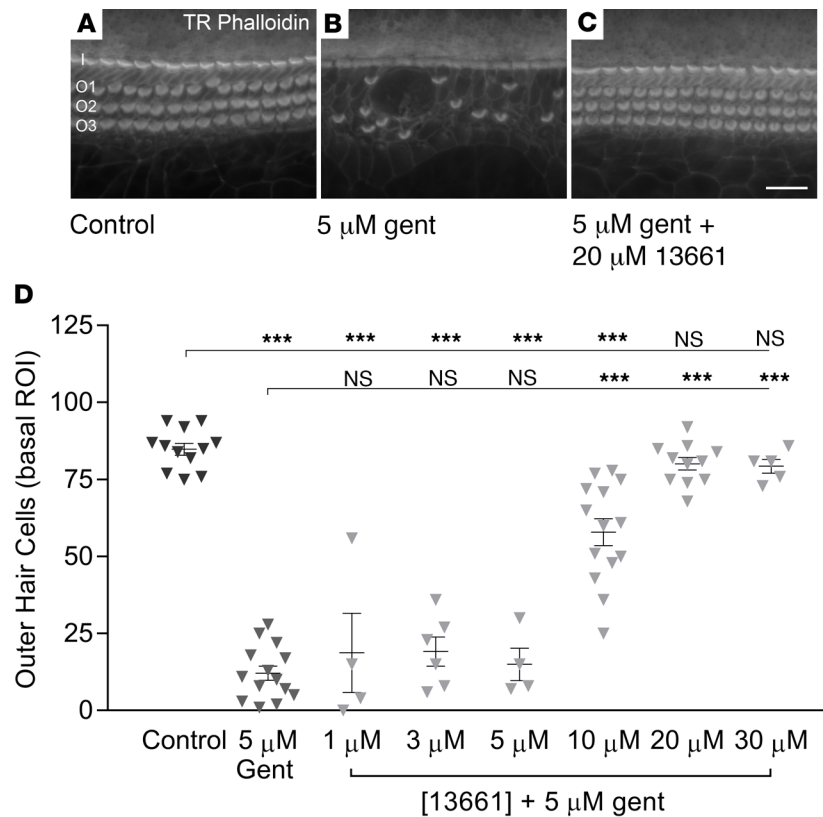 A
TR Phalloidin
B
C
I
O1
O2
O3
Control
5 μM gent
5 μM gent +
20 μM 13661
D
Outer Hair Cells (basal ROI)
125
100
75
50
25
0
*** *** *** *** *** NS NS
NS NS NS *** *** ***
Control 5 μM 1 μM 3 μM 5 μM 10 μM 20 μM 30 μM
Gent
[13661] + 5 μM gent